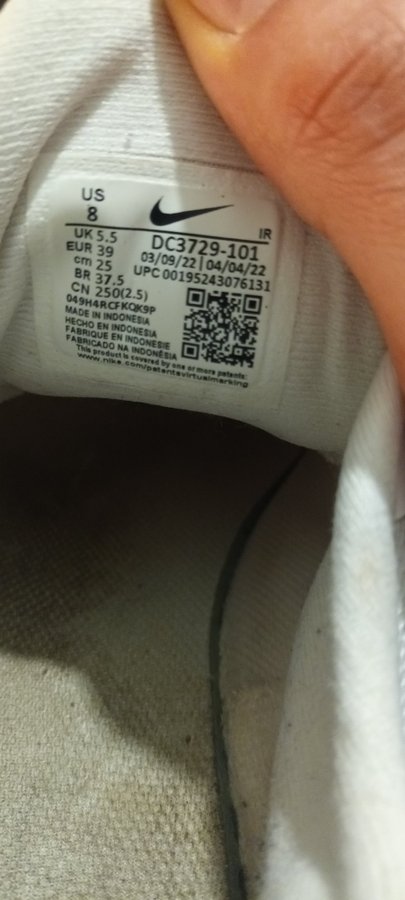 US
8
UK 5.5
EUR 39
cm 25
BR 37.5
CN 250(2.5)
IR
DC3729-101
03/09/22 | 04/04/22
UPC 00195243076131
049H4RCFKQK9P
MADE IN INDONESIA
HECHO EN INDONESIA
FABRIQUE EN INDONESIE
FABRICADO NA INDONÉSIA
This product is covered by one or more patents:
www.nike.com/patentsvirtualmarking